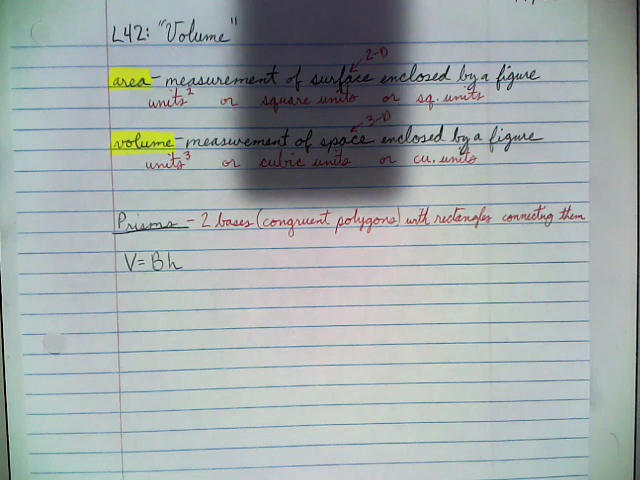 L42: "Volume"
2-D
area - measurement of surface enclosed by a figure
units² or square units or sq. units
3-D
volume - measurement of space enclosed by a figure
units³ or cubic units or cu. units
Prisms - 2 bases (congruent polygons) with rectangles connecting them
V = Bh